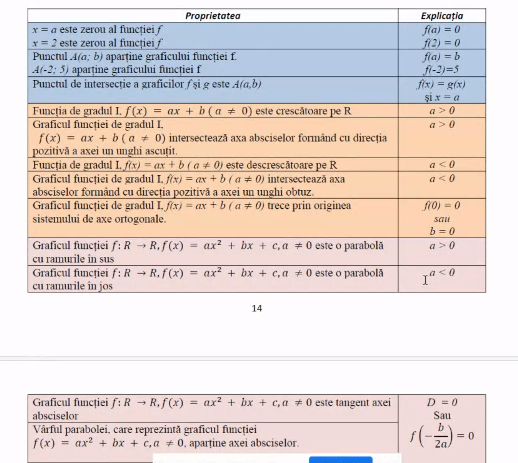 Proprietatea Explicația
x = a este zerou al funcției f f(a) = 0
x = 2 este zerou al funcției f f(2) = 0
Punctul A(a; b) aparține graficului funcției f. f(a) = b
A(-2; 5) aparține graficului funcției f f(-2)=5
Punctul de intersecție a graficilor f și g este A(a,b) f(x) = g(x)
și x = a
Funcția de gradul I, f(x) = ax + b ( a ≠ 0) este crescătoare pe R a > 0
Graficul funcției de gradul I, a > 0
f(x) = ax + b ( a ≠ 0) intersectează axa absciselor formând cu direcția
pozitivă a axei un unghi ascuțit.
Funcția de gradul I, f(x) = ax + b ( a ≠ 0) este descrescătoare pe R a < 0
Graficul funcției de gradul I, f(x) = ax + b ( a ≠ 0) intersectează axa a < 0
absciselor formând cu direcția pozitivă a axei un unghi obtuz.
Graficul funcției de gradul I, f(x) = ax + b ( a ≠ 0) trece prin originea f(0) = 0
sistemului de axe ortogonale. sau
b = 0
Graficul funcției f: R → R, f(x) = ax² + bx + c, a ≠ 0 este o parabolă a > 0
cu ramurile în sus
Graficul funcției f: R → R, f(x) = ax² + bx + c, a ≠ 0 este o parabolă a < 0
cu ramurile în jos
14
Graficul funcției f: R → R, f(x) = ax² + bx + c, a ≠ 0 este tangent axei D = 0
absciselor Sau
Vârful parabolei, care reprezintă graficul funcției f(-b/2a) = 0
f(x) = ax² + bx + c, a ≠ 0, aparține axei absciselor.